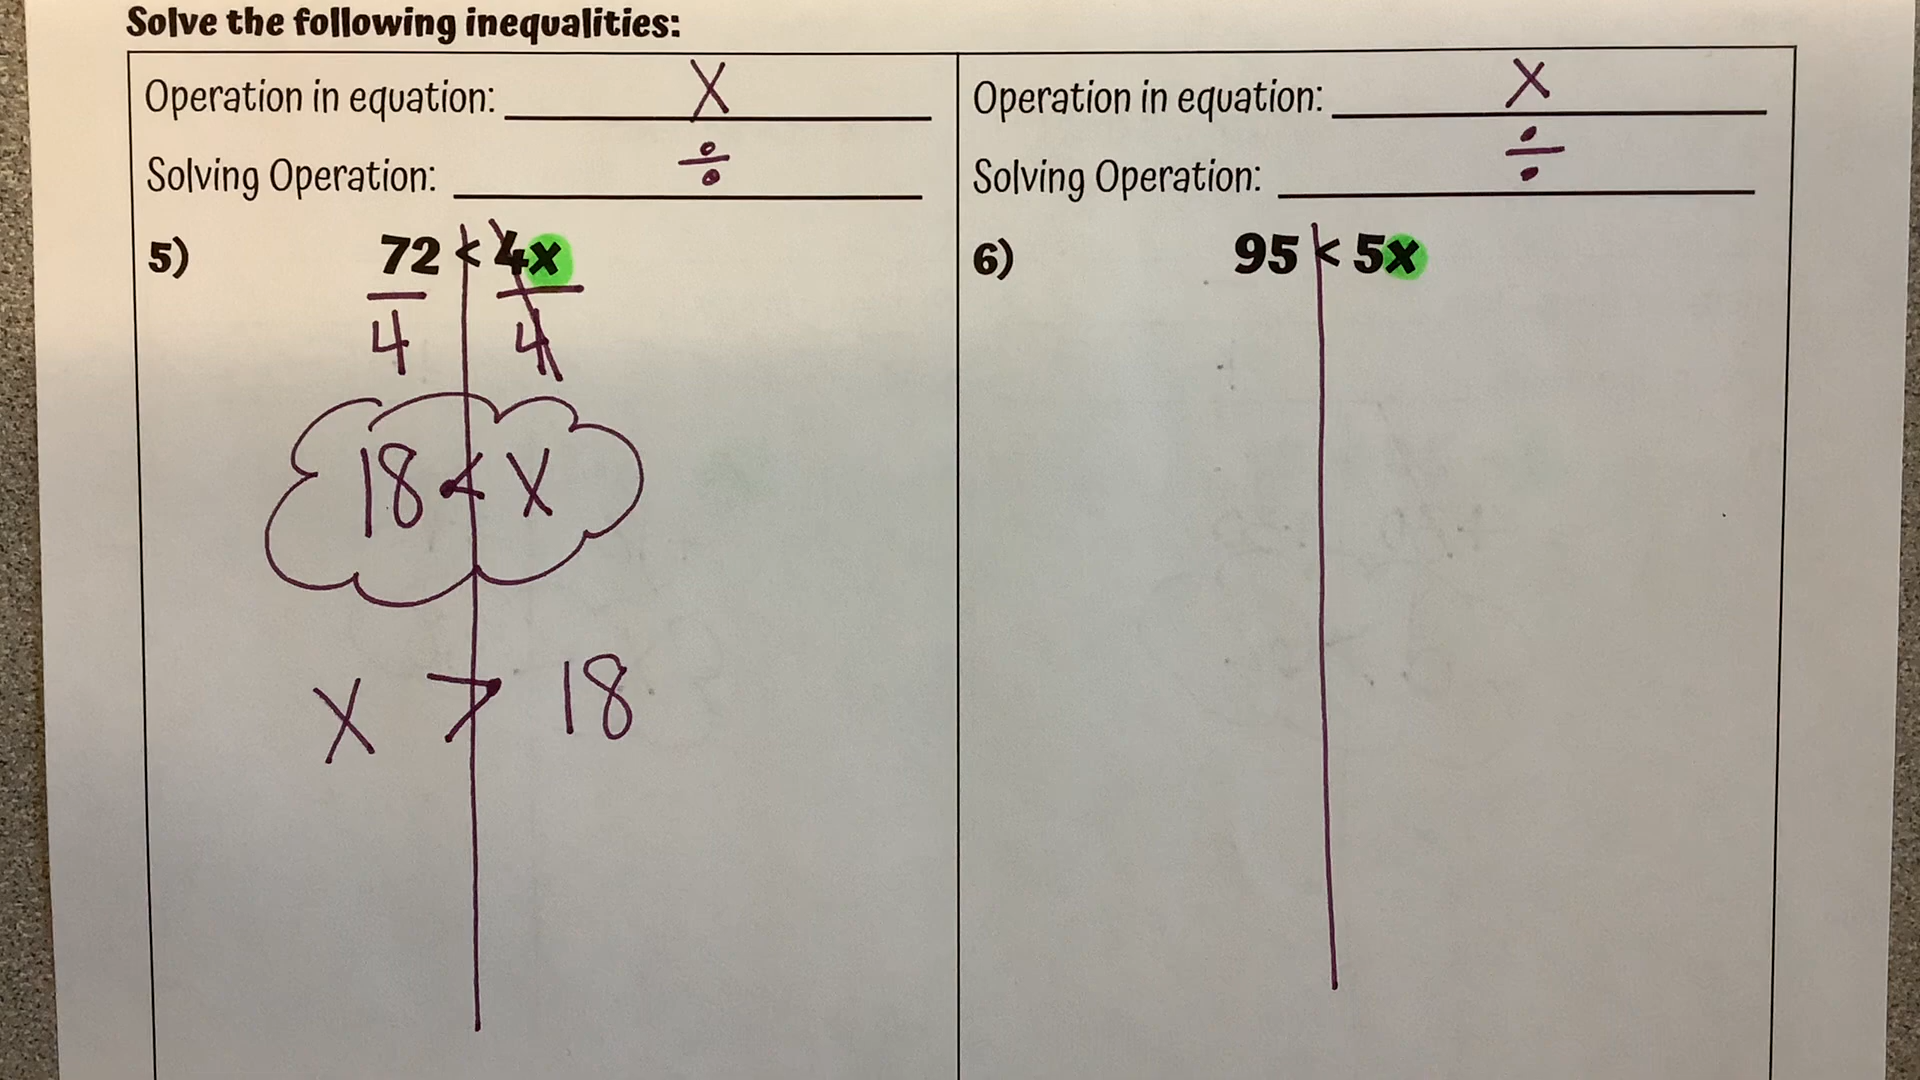 Solve the following inequalities:
Operation in equation: X
Solving Operation: ÷
5) 72 < 4x
4 4
18 < x
x > 18
Operation in equation: X
Solving Operation: ÷
6) 95 < 5x